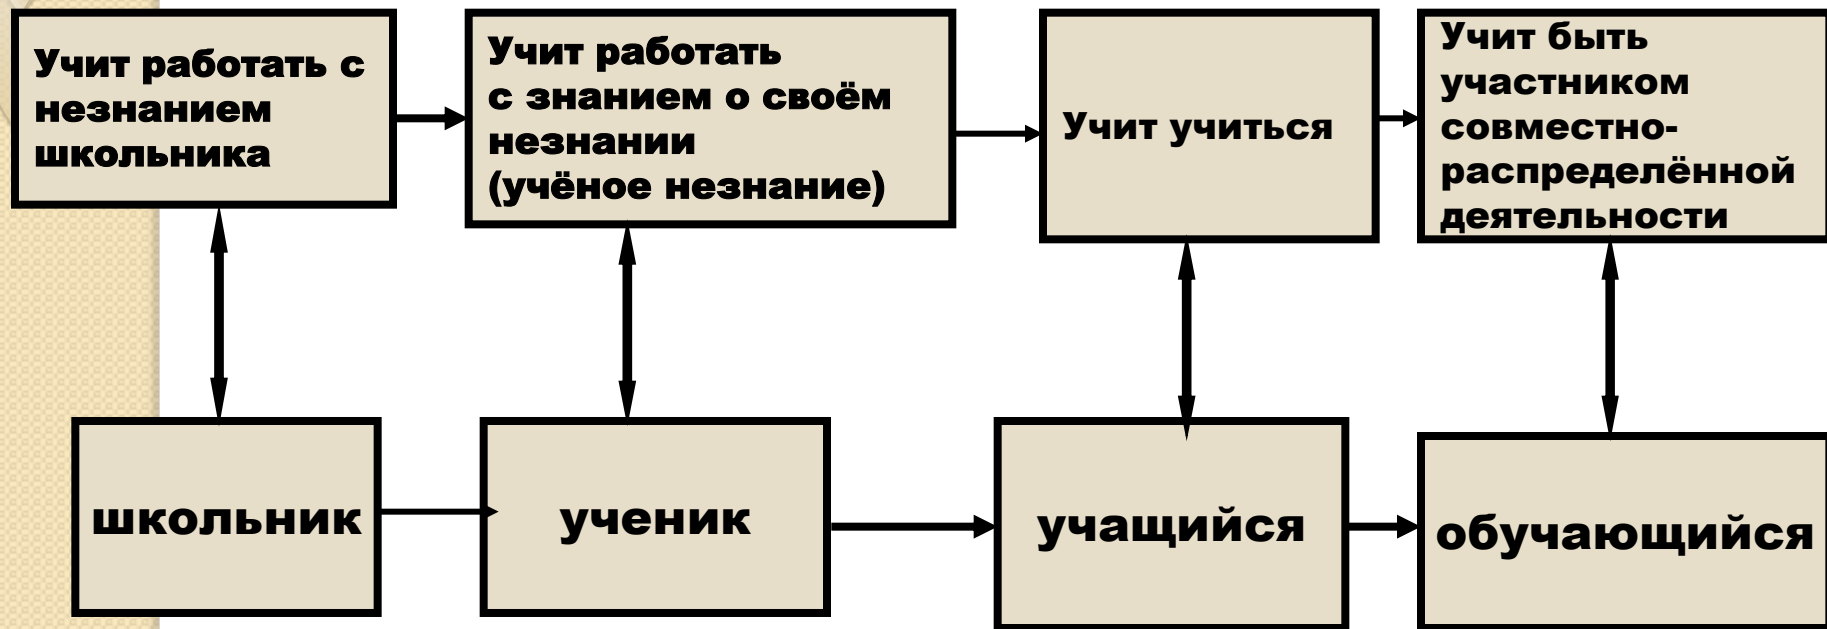 Учит работать с
незнанием
школьника
Учит работать
с знанием о своём
незнании
(учёное незнание)
Учит учиться
Учит быть
участником
совместно-
распределённой
деятельности
школьник
ученик
учащийся
обучающийся